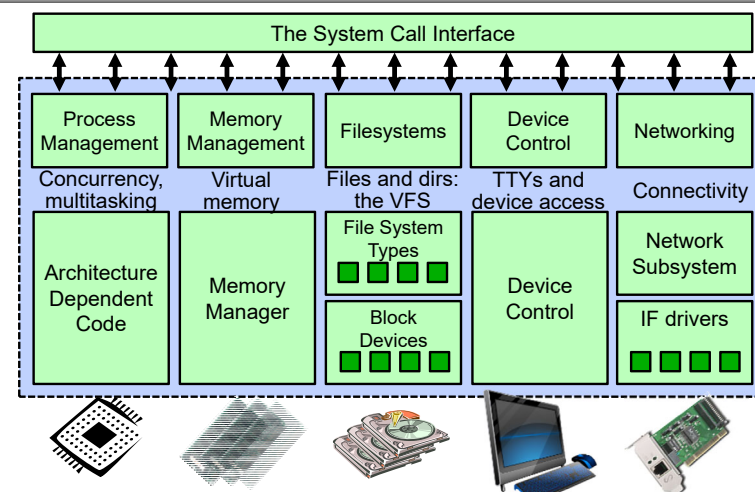 The System Call Interface
Process
Management
Memory
Management
Filesystems
Device
Control
Networking
Concurrency,
multitasking
Virtual
memory
Files and dirs:
the VFS
TTYs and
device access
Connectivity
Architecture
Dependent
Code
Memory
Manager
File System
Types
Block
Devices
Device
Control
Network
Subsystem
IF drivers